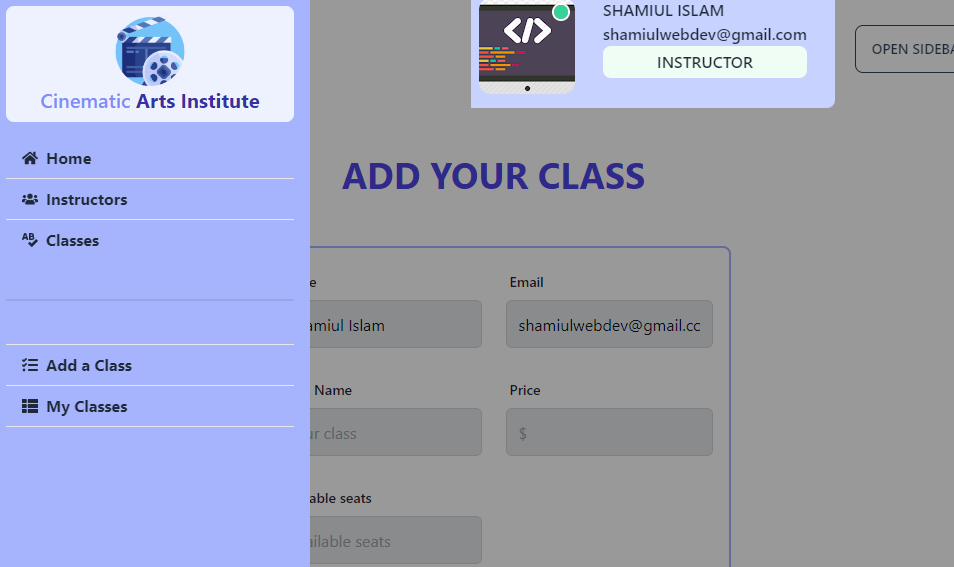 Cinematic Arts Institute
Home
Instructors
Classes
Add a Class
My Classes
</>
SHAMIUL ISLAM
shamiulwebdev@gmail.com
INSTRUCTOR
OPEN SIDEBA
ADD YOUR CLASS
e
Email
amiul Islam
shamiulwebdev@gmail.cc
Name
Price
ur class
$
able seats
ailable seats